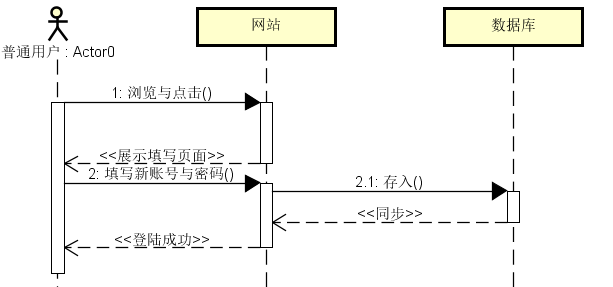 网站
数据库
普通用户 : Actor0
1: 浏览与点击()
<<展示填写页面>>
2: 填写新账号与密码()
2.1: 存入()
<<同步>>
<<登陆成功>>